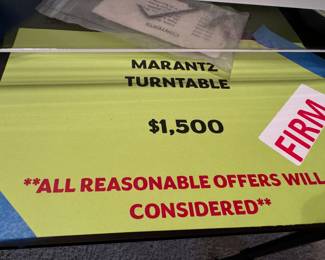 MARANTZ
TURNTABLE
$1,500
FIRM
**ALL REASONABLE OFFERS WILL
CONSIDERED**